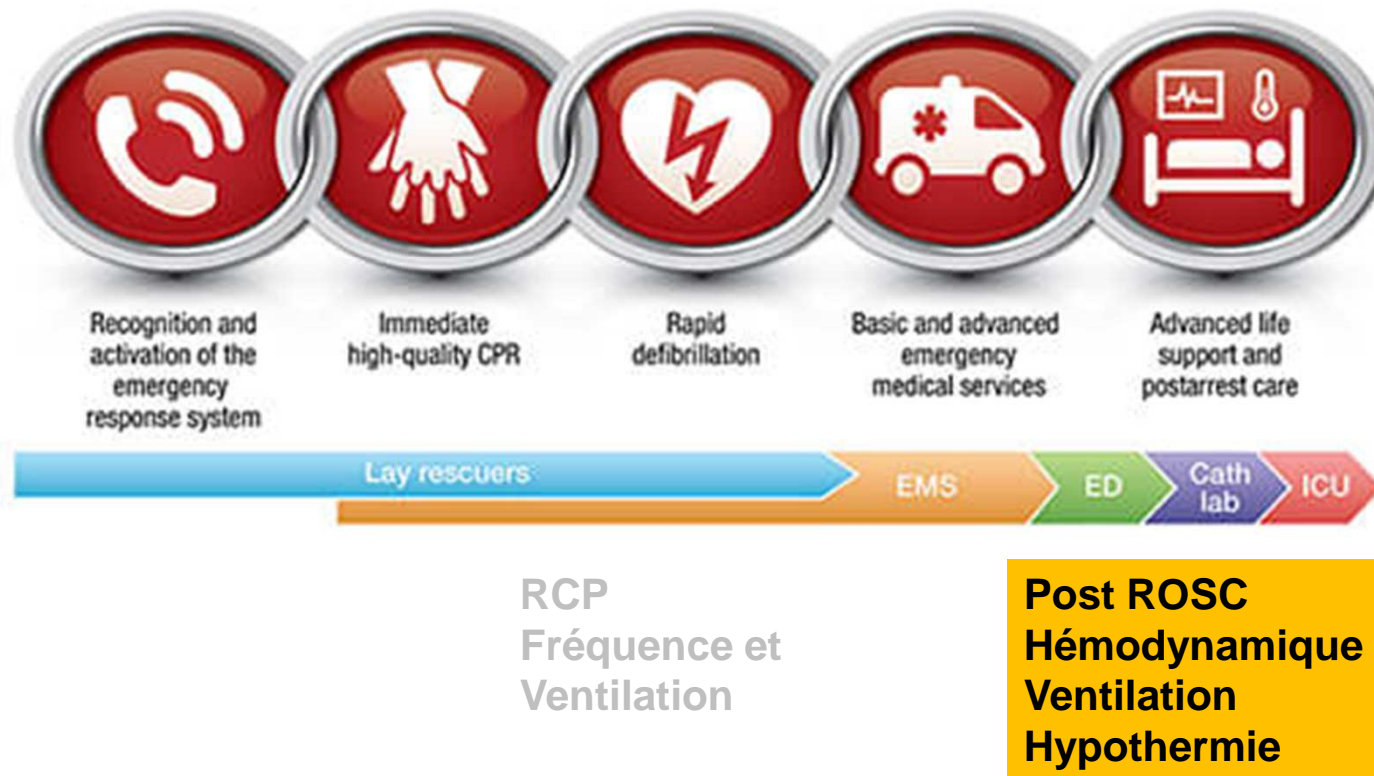 Recognition and
activation of the
emergency
response system
Immediate
high-quality CPR
Rapid
defibrillation
Basic and advanced
emergency
medical services
Advanced life
support and
postarrest care
Lay rescuers
EMS
ED
Cath
lab
ICU
RCP
Fréquence et
Ventilation
Post ROSC
Hémodynamique
Ventilation
Hypothermie